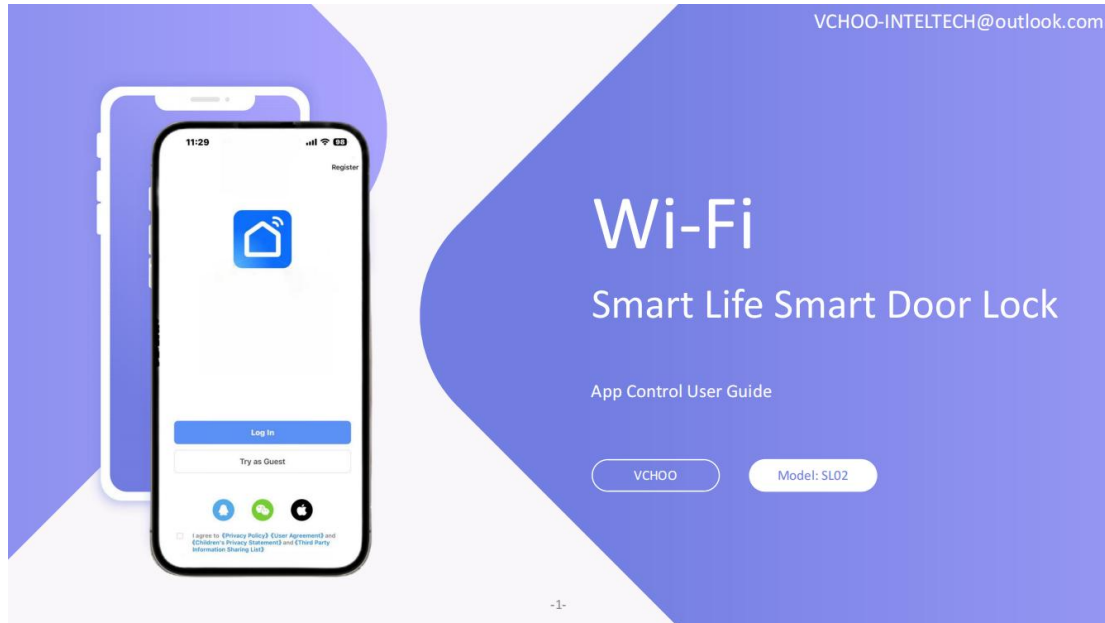 VCHOO-INTELTECH@outlook.com
11:29
98
Register
Wi-Fi
Smart Life Smart Door Lock
App Control User Guide
VCHOO
Model: SL02
Log In
Try as Guest
I agree to 《Privacy Policy》 《User Agreement》 and
《Children's Privacy Statement》 and 《Third Party
Information Sharing List》
-1-